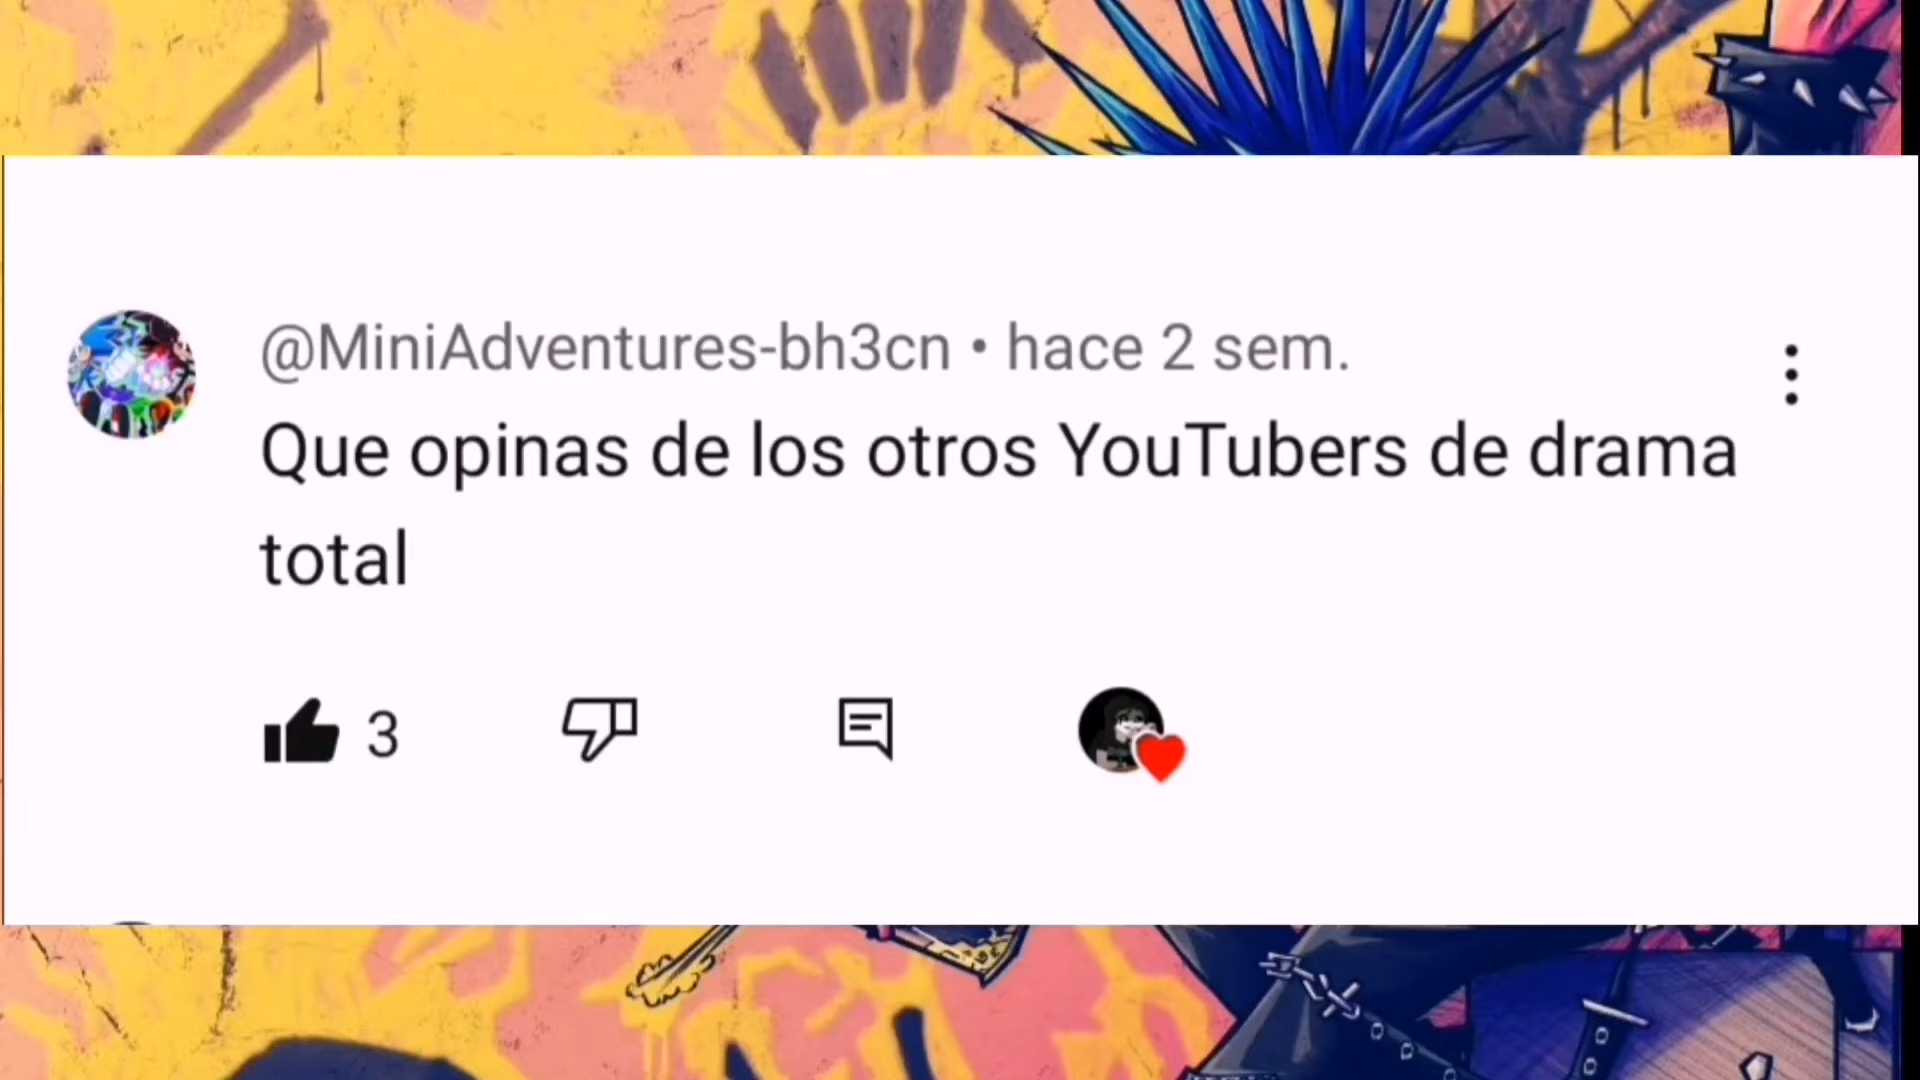 @MiniAdventures-bh3cn • hace 2 sem.
Que opinas de los otros YouTubers de drama
total
3